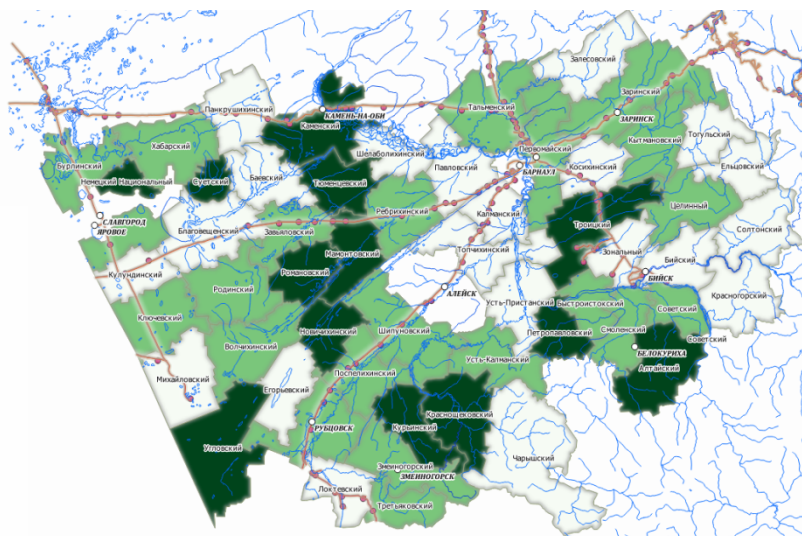 Залесовский
Заринский
Панкрушихинский
Тальменский
КАМЕНЬ-НА-ОБИ
ЗАРИНСК
Каменский
Тогульский
Кытмановский
Хабарский
Первомайский
Шелаболихинский
Бурлинский
Павловский
БАРНАУЛ
Косихинский
Ельцовский
Баевский
Немецкий Национальный
Суетский
Тюменцевский
Целинный
Ребрихинский
Калманский
СЛАВГОРОД
Троицкий
ЯРОВОЕ
Благовещенский
Завьяловский
Солтонский
Топчихинский
Мамонтовский
Зональный
Бийский
Кулундинский
Романовский
БИЙСК
Родинский
АЛЕЙСК
Красногорский
Усть-Пристанский
Быстроистокский
Советский
Ключевский
Новичихинский
Шипуновский
Петропавловский
Смоленский
Советский
Волчихинский
БЕЛОКУРИХА
Усть-Калманский
Алтайский
Поспелихинский
Михайловский
Егорьевский
Краснощековский
РУБЦОВСК
Курьинский
Угловский
Чарышский
Змеиногорский
ЗМЕИНОГОРСК
Локтевский
Третьяковский